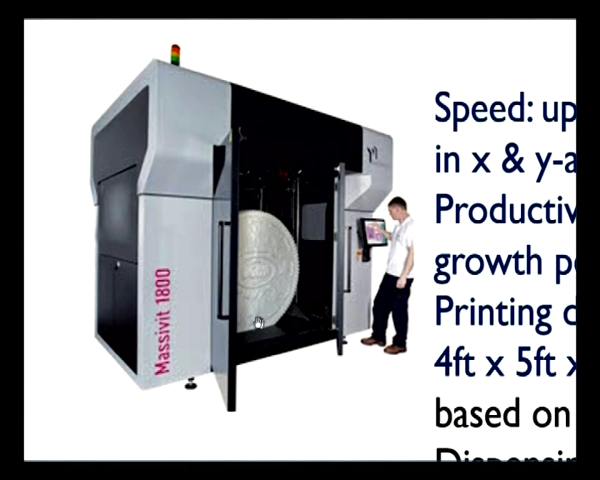 Massivit 1800
Speed: up
in x & y-a
Productiv
growth p
Printing
4ft x 5ft x
based on